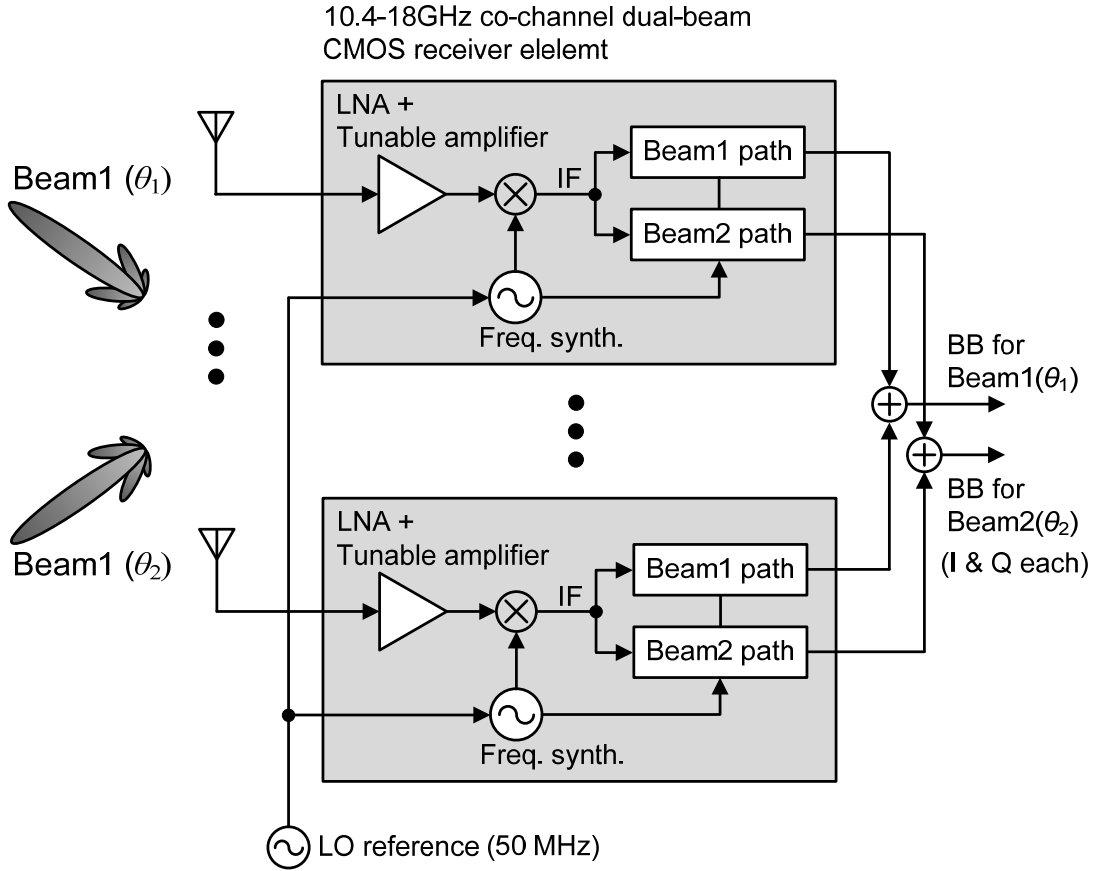 10.4-18GHz co-channel dual-beam
CMOS receiver elelemt
LNA +
Tunable amplifier
Beam1 path
IF
Beam2 path
Freq. synth.
Beam1 (θ1)
BB for
Beam1(θ1)
BB for
Beam2(θ2)
(I & Q each)
Beam1 (θ2)
LNA +
Tunable amplifier
Beam1 path
IF
Beam2 path
Freq. synth.
LO reference (50 MHz)